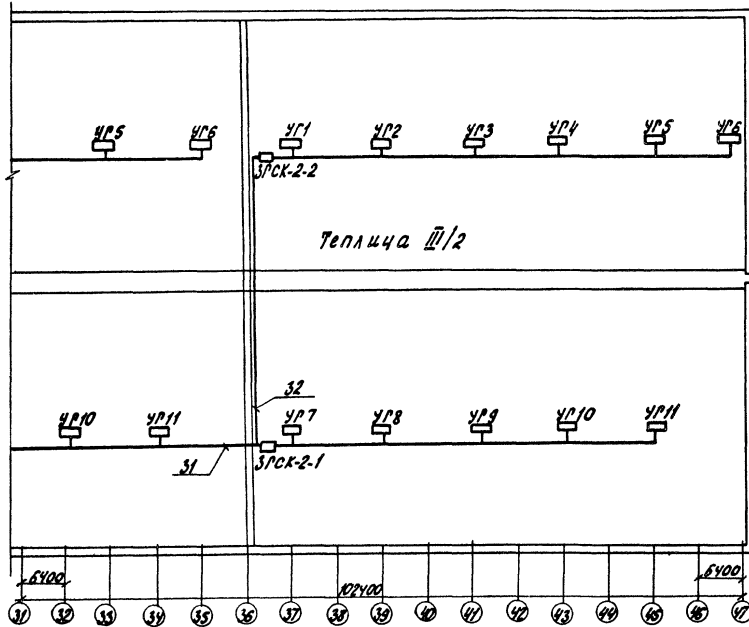 УГ5 УГ6 УГ1 УГ2 УГ3 УГ4 УГ5 УГ6
ЗГСК-2-2
Теплица III/2
32
УГ10 УГ11 УГ7 УГ8 УГ9 УГ10 УГ11
31 ЗГСК-2-1
6400 102400 6400
31 32 33 34 35 36 37 38 39 40 41 42 43 44 45 46 47